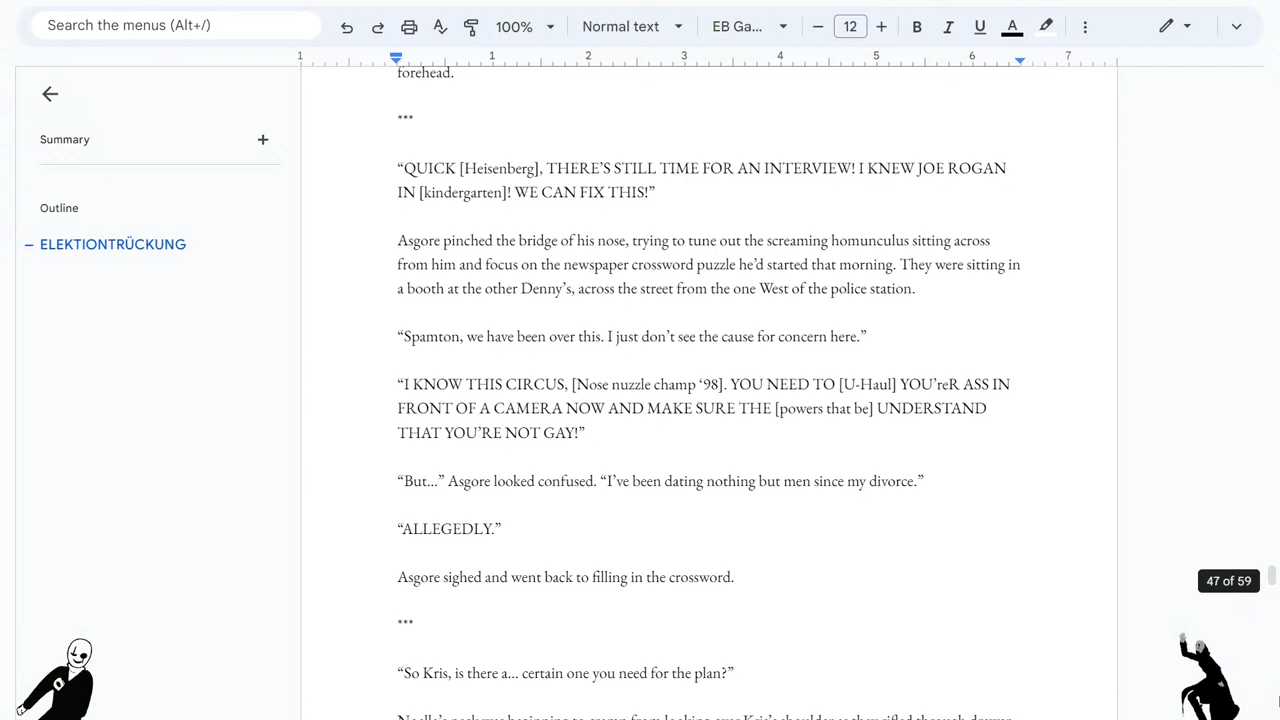 Search the menus (Alt+/)
100%
Normal text
EB Ga...
12
B I U A
1 1 2 3 4 5 6 7
Summary
Outline
ELEKTIONTRÜCKUNG
forehead.
***
“QUICK [Heisenberg], THERE’S STILL TIME FOR AN INTERVIEW! I KNEW JOE ROGAN
IN [kindergarten]! WE CAN FIX THIS!”
Asgore pinched the bridge of his nose, trying to tune out the screaming homunculus sitting across
from him and focus on the newspaper crossword puzzle he’d started that morning. They were sitting in
a booth at the other Denny’s, across the street from the one West of the police station.
“Spamton, we have been over this. I just don’t see the cause for concern here.”
“I KNOW THIS CIRCUS, [Nose nuzzle champ ‘98]. YOU NEED TO [U-Haul] YOU’reR ASS IN
FRONT OF A CAMERA NOW AND MAKE SURE THE [powers that be] UNDERSTAND
THAT YOU’RE NOT GAY!”
“But...” Asgore looked confused. “I’ve been dating nothing but men since my divorce.”
“ALLEGEDLY.”
Asgore sighed and went back to filling in the crossword.
***
“So Kris, is there a... certain one you need for the plan?”
47 of 59